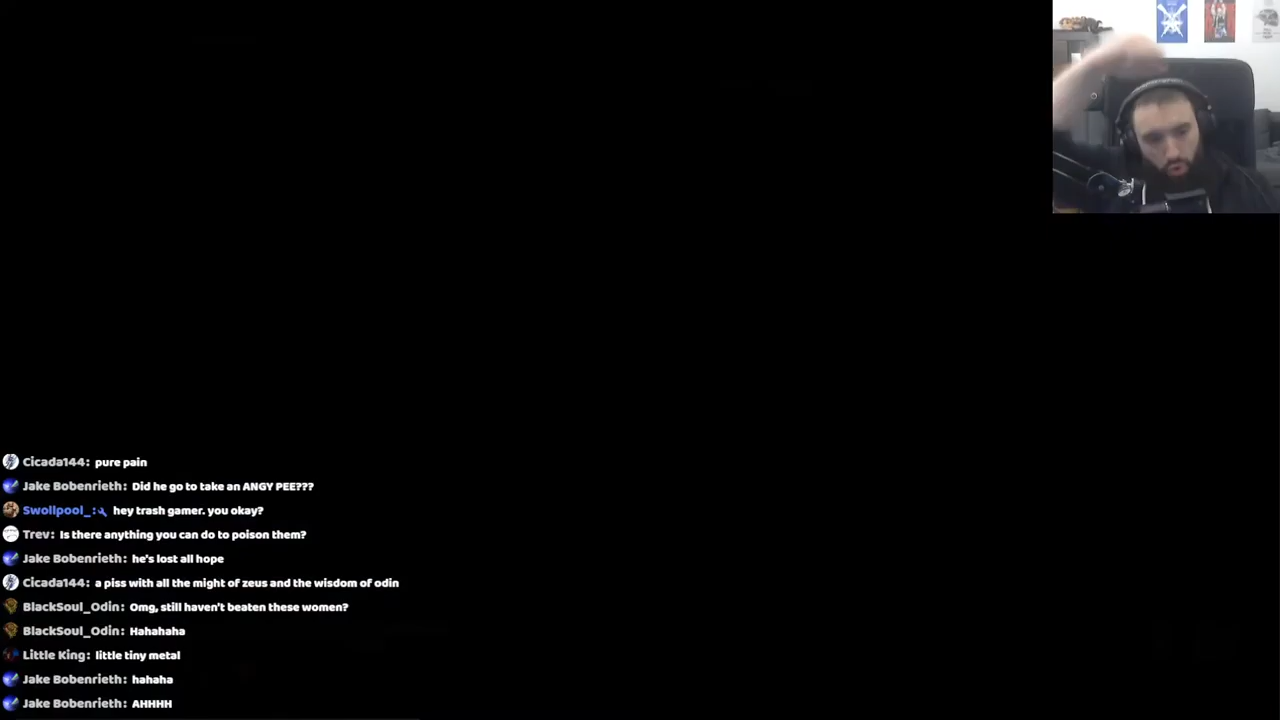 Cicada144: pure pain
Jake Bobenrieth: Did he go to take an ANGY PEE???
Swollpool_: hey trash gamer. you okay?
Trev: Is there anything you can do to poison them?
Jake Bobenrieth: he's lost all hope
Cicada144: a piss with all the might of zeus and the wisdom of odin
BlackSoul_Odin: Omg, still haven't beaten these women?
BlackSoul_Odin: Hahahaha
Little King: little tiny metal
Jake Bobenrieth: hahaha
Jake Bobenrieth: AHHHH